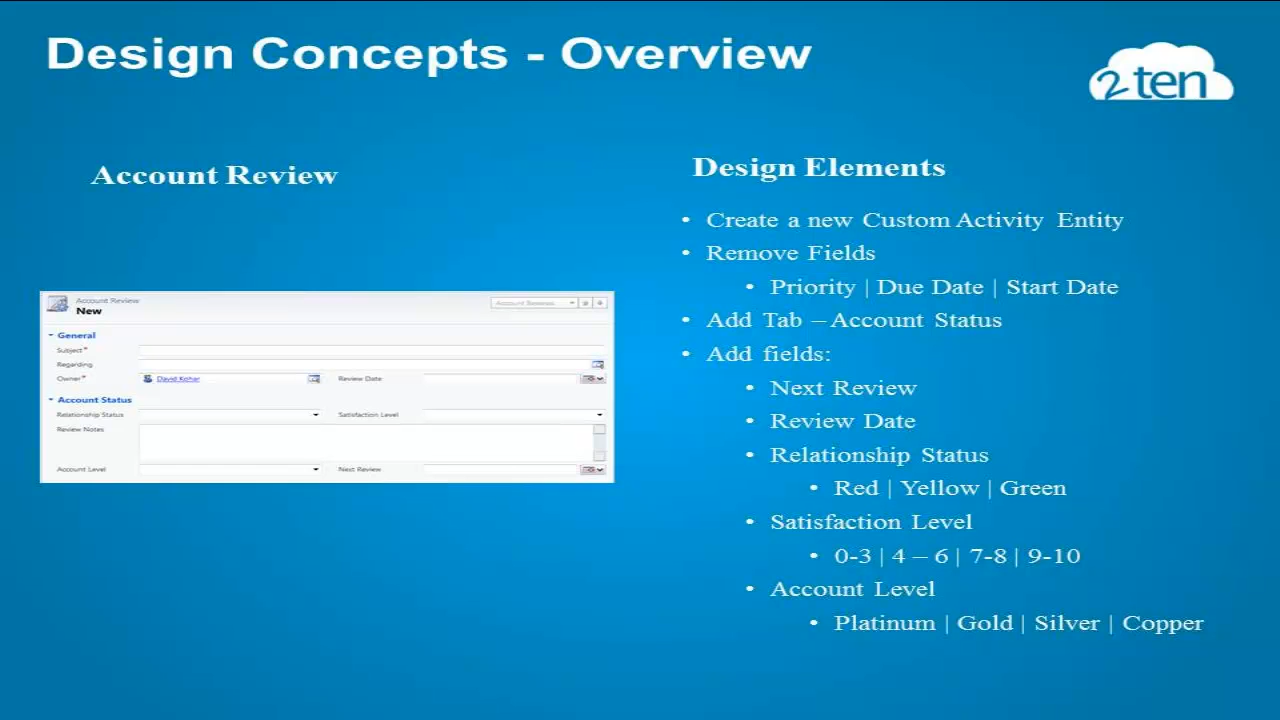 Design Concepts - Overview
2ten
Account Review
Account Review
New
General
Subject*
Regarding
Owner* David Kohar Review Date
Account Status
Relationship Status Satisfaction Level
Review Notes
Account Level Next Review
Design Elements
• Create a new Custom Activity Entity
• Remove Fields
• Priority | Due Date | Start Date
• Add Tab – Account Status
• Add fields:
• Next Review
• Review Date
• Relationship Status
• Red | Yellow | Green
• Satisfaction Level
• 0-3 | 4 – 6 | 7-8 | 9-10
• Account Level
• Platinum | Gold | Silver | Copper